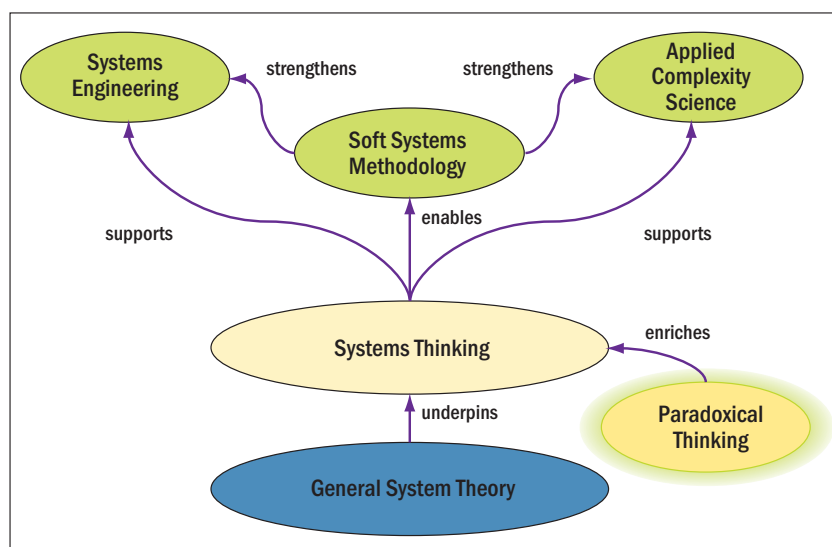 Systems
Engineering
strengthens
strengthens
Applied
Complexity
Science
Soft Systems
Methodology
supports
enables
supports
Systems Thinking
enriches
underpins
Paradoxical
Thinking
General System Theory